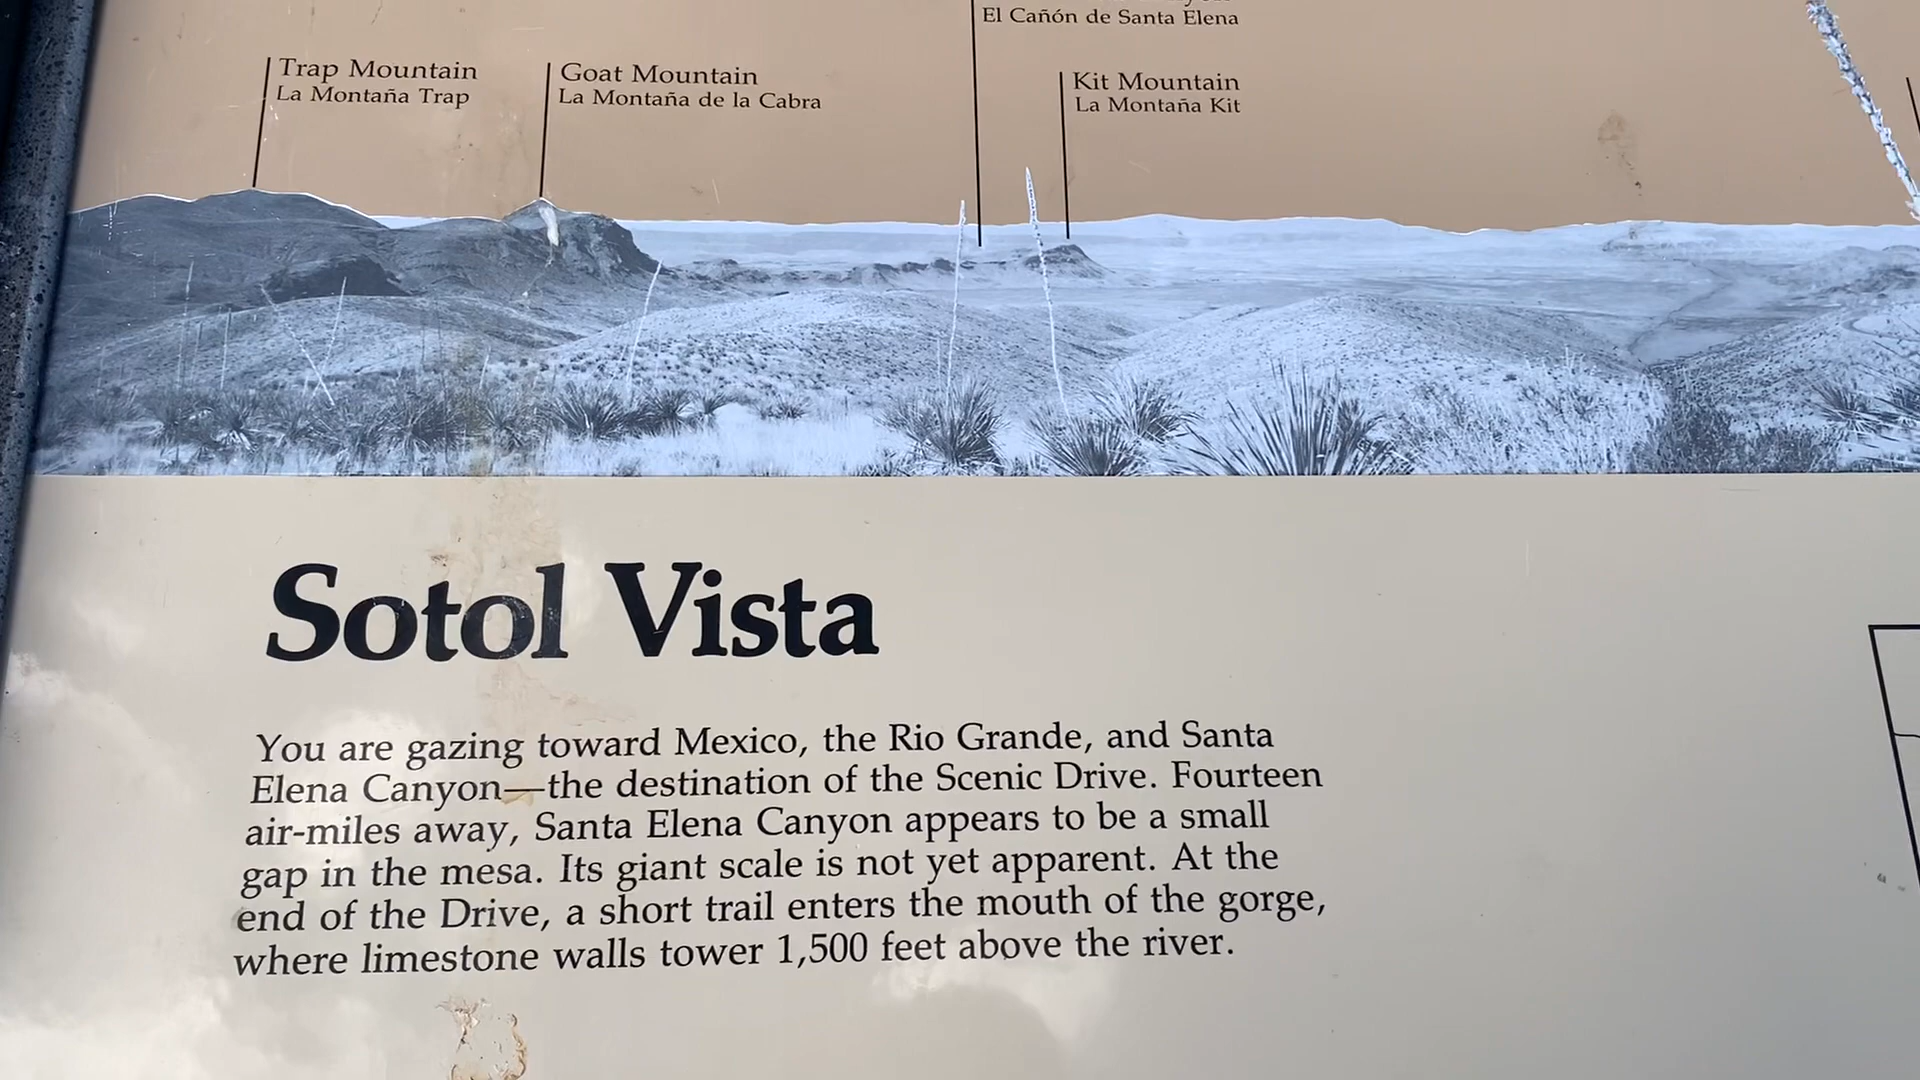 El Cañón de Santa Elena
Trap Mountain
La Montaña Trap
Goat Mountain
La Montaña de la Cabra
Kit Mountain
La Montaña Kit
Sotol Vista
You are gazing toward Mexico, the Rio Grande, and Santa
Elena Canyon—the destination of the Scenic Drive. Fourteen
air-miles away, Santa Elena Canyon appears to be a small
gap in the mesa. Its giant scale is not yet apparent. At the
end of the Drive, a short trail enters the mouth of the gorge,
where limestone walls tower 1,500 feet above the river.